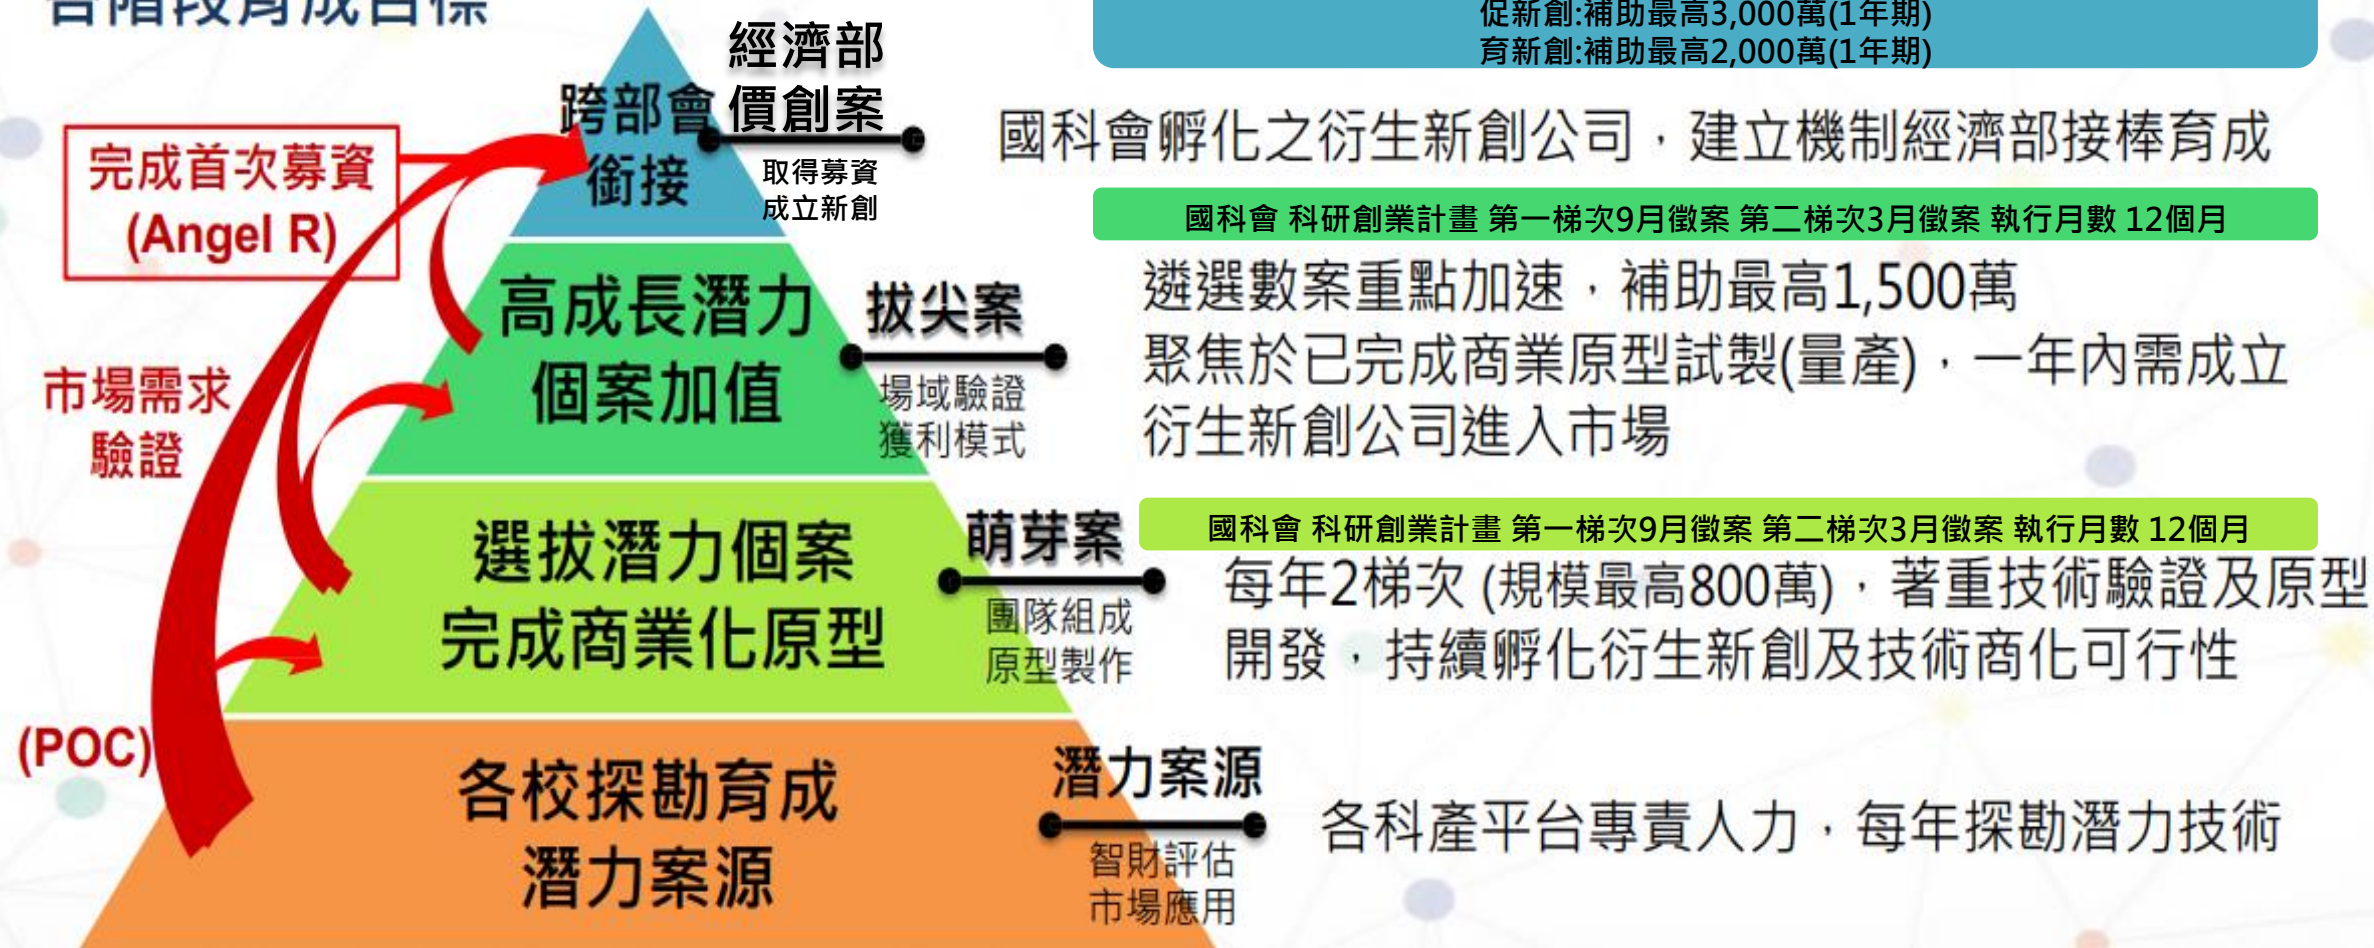 各階段育成目標
促新創:補助最高3,000萬(1年期)
育新創:補助最高2,000萬(1年期)
跨部會
銜接
經濟部
價創案
取得募資
成立新創
國科會孵化之衍生新創公司，建立機制經濟部接棒育成
完成首次募資
(Angel R)
國科會 科研創業計畫 第一梯次9月徵案 第二梯次3月徵案 執行月數 12個月
高成長潛力
個案加值
拔尖案
場域驗證
獲利模式
遴選數案重點加速，補助最高1,500萬
聚焦於已完成商業原型試製(量產)，一年內需成立
衍生新創公司進入市場
市場需求
驗證
國科會 科研創業計畫 第一梯次9月徵案 第二梯次3月徵案 執行月數 12個月
選拔潛力個案
完成商業化原型
萌芽案
團隊組成
原型製作
每年2梯次 (規模最高800萬)，著重技術驗證及原型
開發，持續孵化衍生新創及技術商化可行性
(POC)
各校探勘育成
潛力案源
潛力案源
智財評估
市場應用
各科產平台專責人力，每年探勘潛力技術